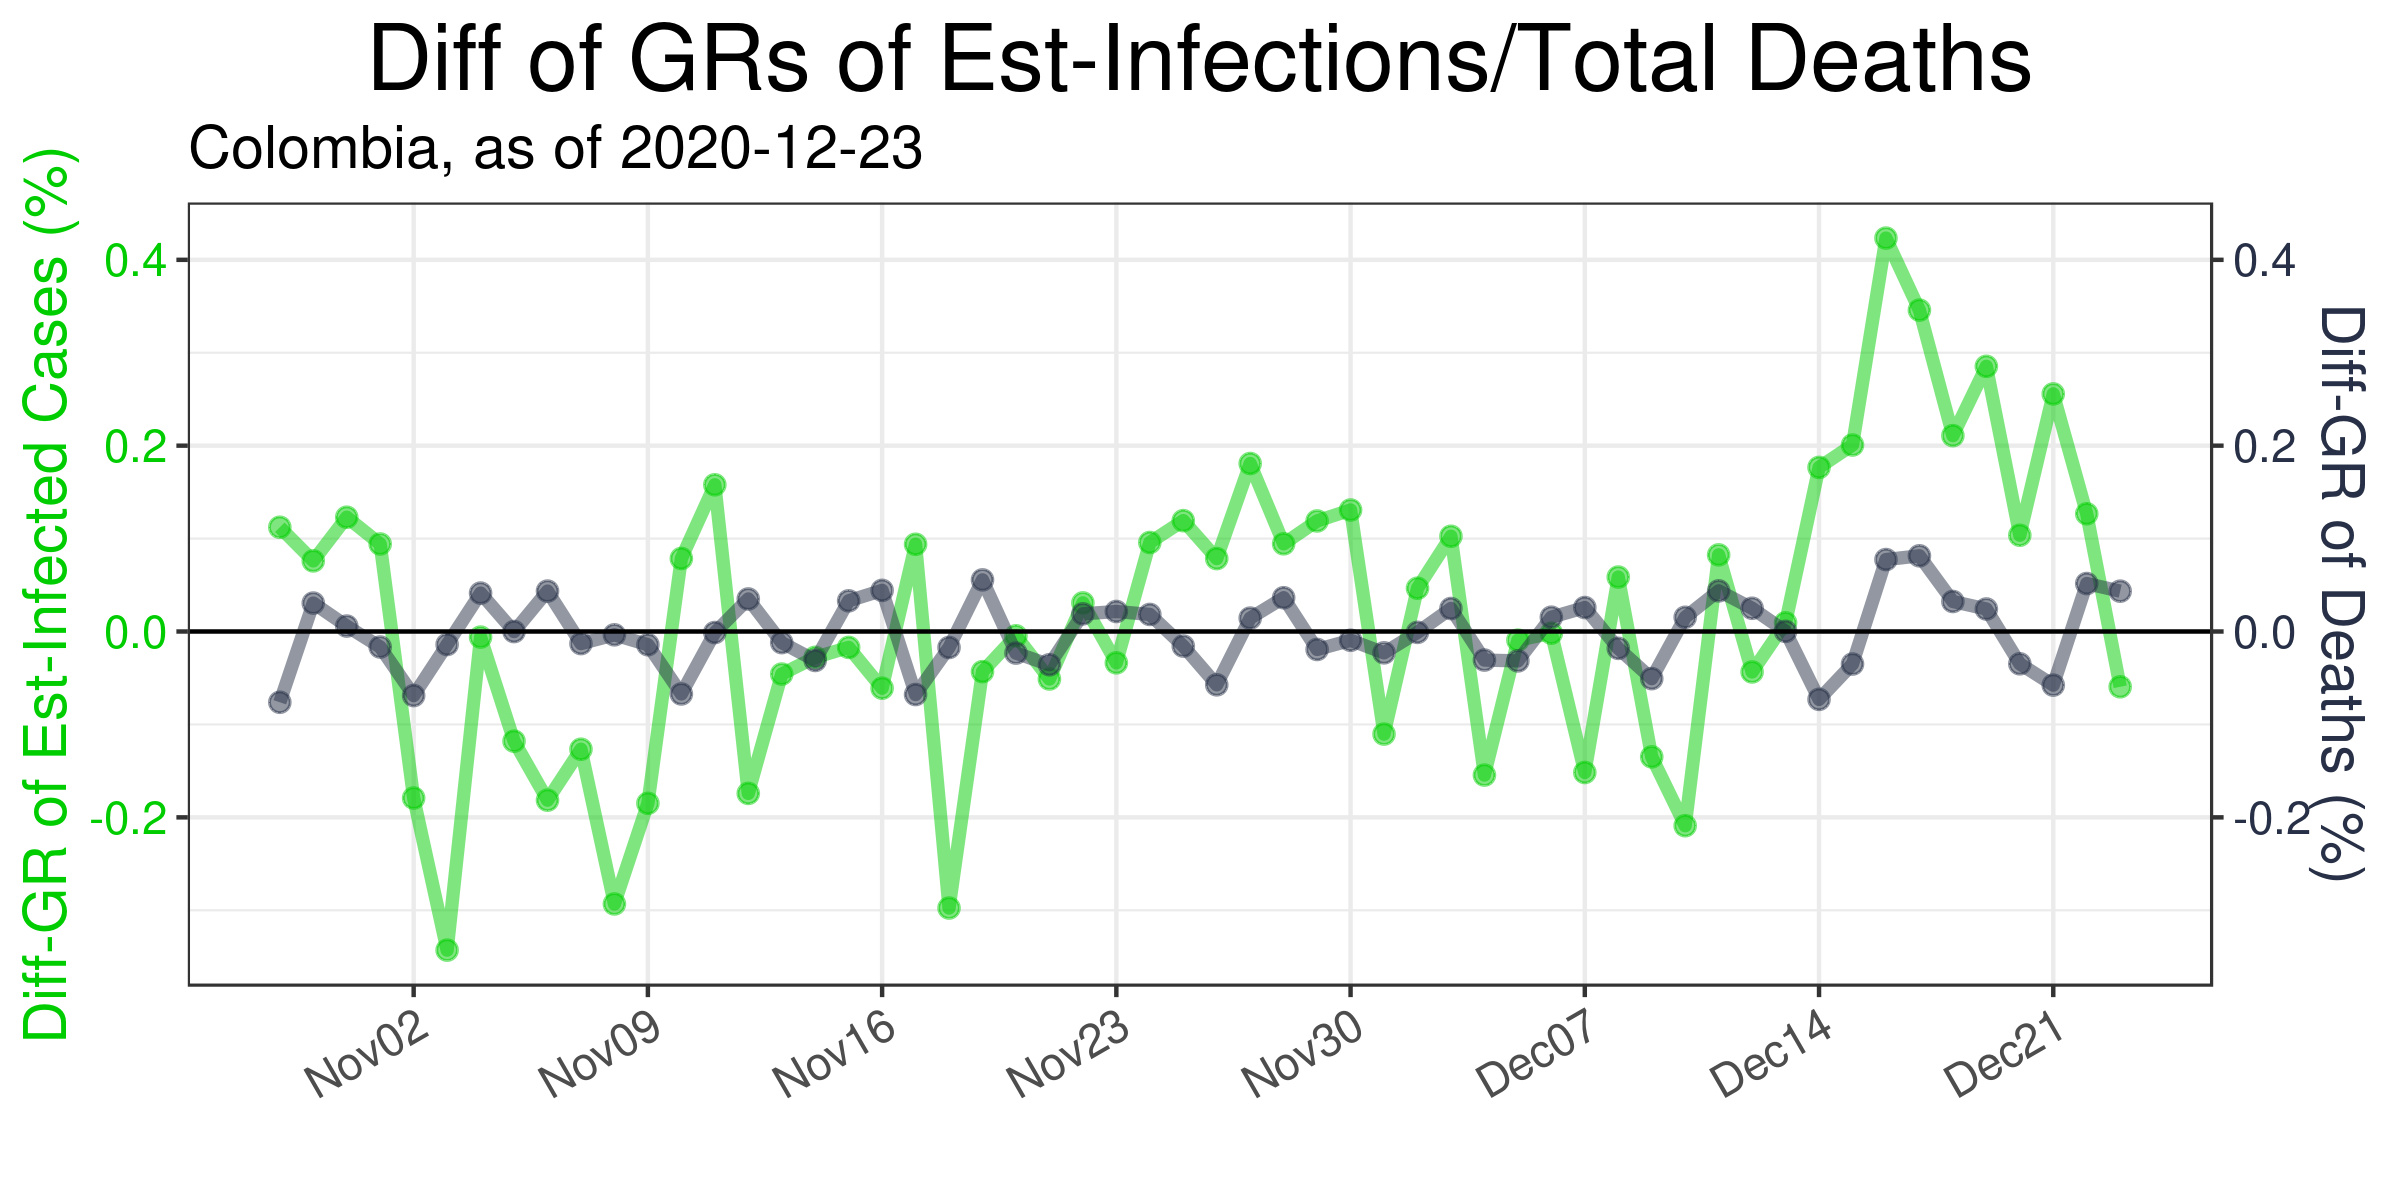 Diff of GRs of Est-Infections/Total Deaths
Colombia, as of 2020-12-23
Diff-GR of Est-Infected Cases (%)
0.4
0.2
0.0
-0.2
0.4
0.2
0.0
-0.2
Diff-GR of Deaths (%)
Nov02
Nov09
Nov16
Nov23
Nov30
Dec07
Dec14
Dec21